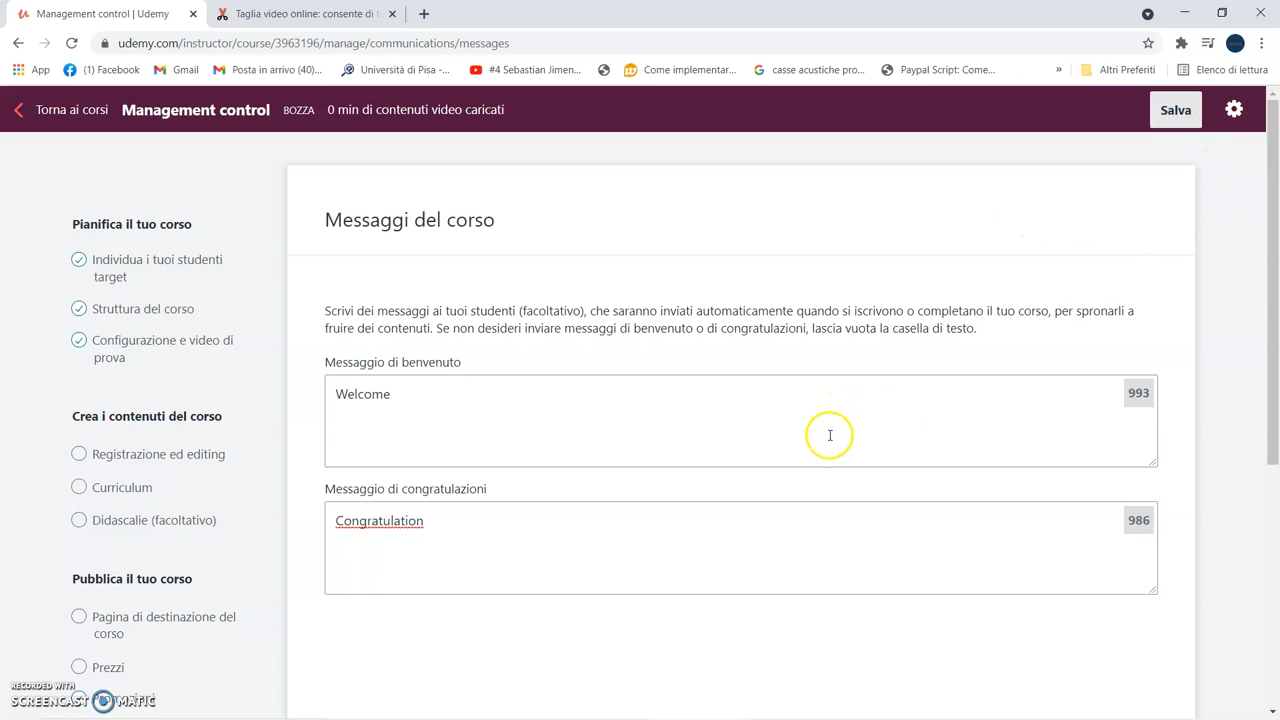 Management control | Udemy
Taglia video online: consente di t
udemy.com/instructor/course/3963196/manage/communications/messages
App
(1) Facebook
Gmail
Posta in arrivo (40)...
Università di Pisa -...
#4 Sebastian Jimen...
Come implementar...
casse acustiche pro...
Paypal Script: Come...
»
Altri Preferiti
Elenco di lettura
Torna ai corsi
Management control
BOZZA
0 min di contenuti video caricati
Salva
Pianifica il tuo corso
Individua i tuoi studenti
target
Struttura del corso
Configurazione e video di
prova
Crea i contenuti del corso
Registrazione ed editing
Curriculum
Didascalie (facoltativo)
Pubblica il tuo corso
Pagina di destinazione del
corso
Prezzi
Messaggi del corso
Scrivi dei messaggi ai tuoi studenti (facoltativo), che saranno inviati automaticamente quando si iscrivono o completano il tuo corso, per spronarli a
fruire dei contenuti. Se non desideri inviare messaggi di benvenuto o di congratulazioni, lascia vuota la casella di testo.
Messaggio di benvenuto
Welcome
993
Messaggio di congratulazioni
Congratulation
986
RECORDED WITH
SCREENCAST MATIC